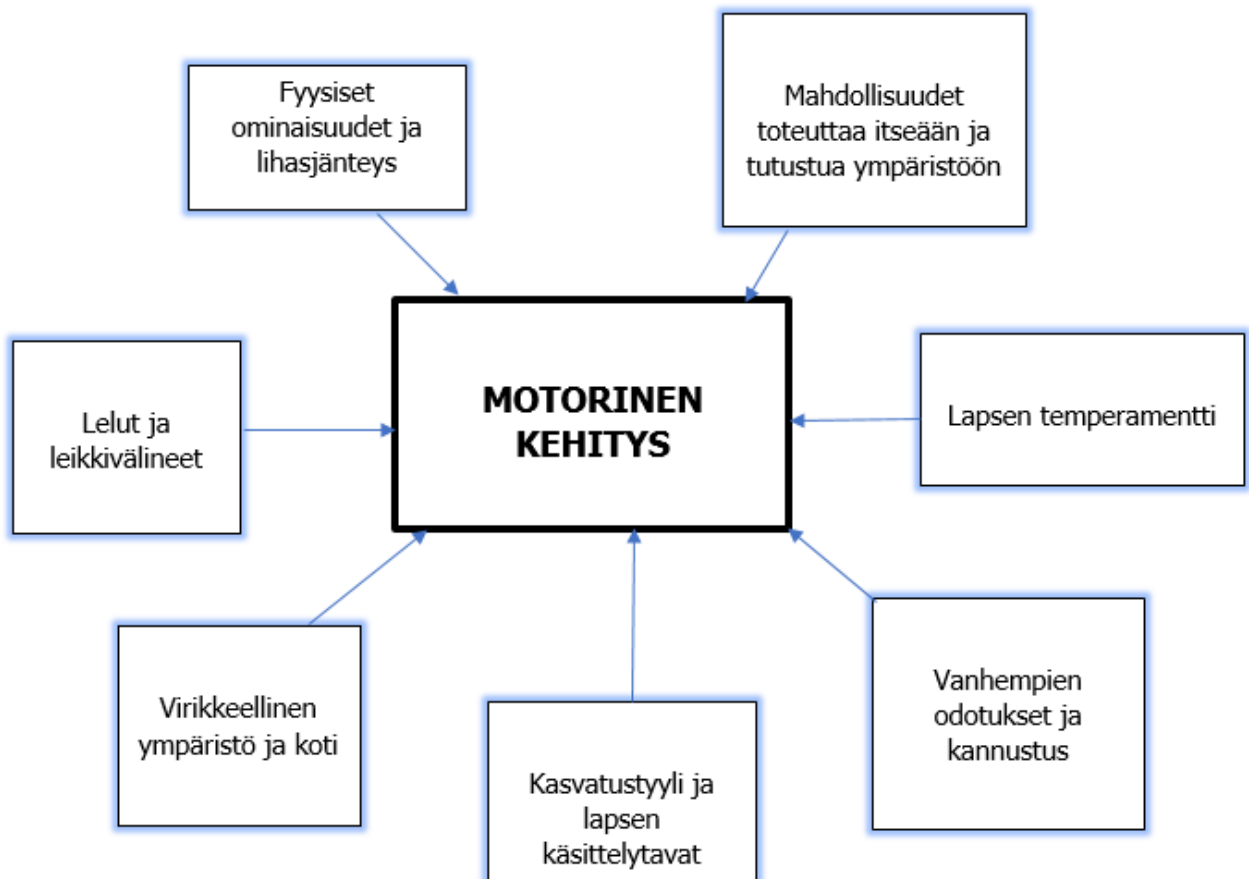 Fyysiset
ominaisuudet ja
lihasjänteys
Mahdollisuudet
toteuttaa itseään ja
tutustua ympäristöön
MOTORINEN
KEHITYS
Lelut ja
leikkivälineet
Lapsen temperamentti
Virikkeellinen
ympäristö ja koti
Kasvatustyyli ja
lapsen
käsittelytavat
Vanhempien
odotukset ja
kannustus